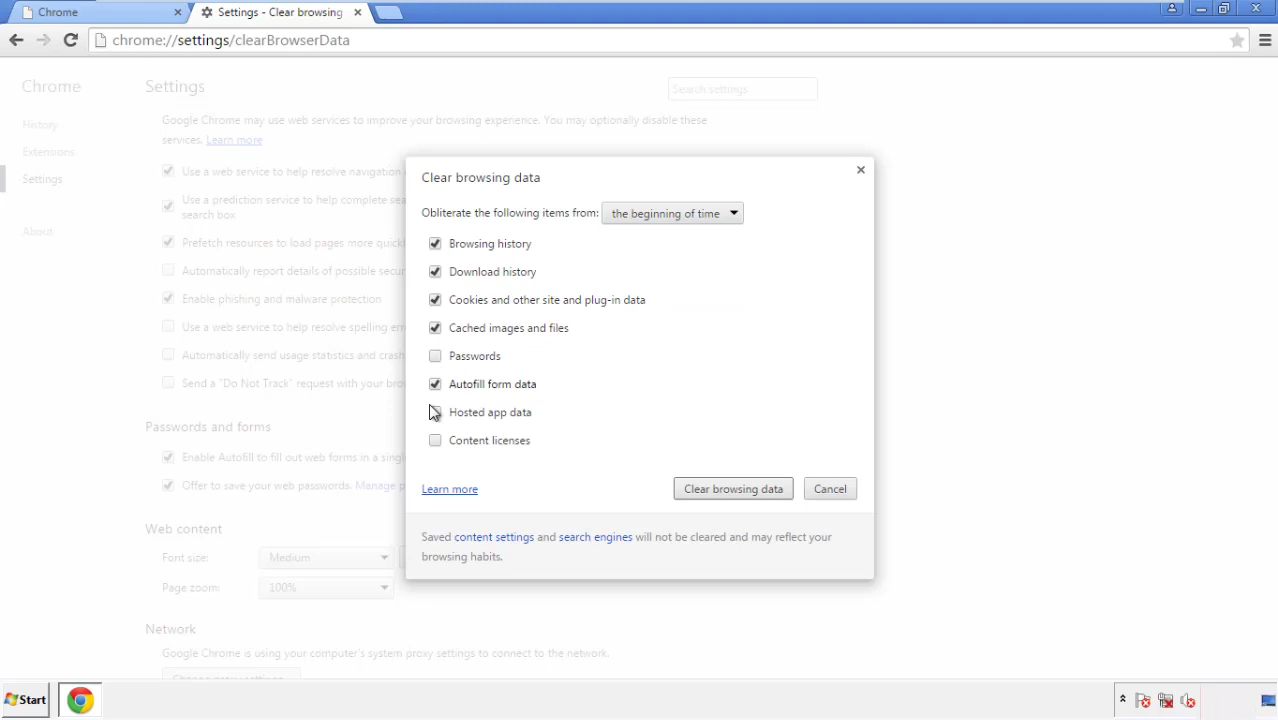 Chrome
Settings - Clear browsing
chrome://settings/clearBrowserData
Chrome
History
Extensions
Settings
About
Settings
Search settings
Google Chrome may use web services to improve your browsing experience. You may optionally disable these
services. Learn more
Use a web service to help resolve navigation
Use a prediction service to help complete
search box
Prefetch resources to load pages more
Automatically report details of possible
Enable phishing and malware protection
Use a web service to help resolve spelling
Automatically send usage statistics and
Send a "Do Not Track" request with your
Passwords and forms
Enable Autofill to fill out web forms in a
Offer to save your web passwords. Manage
Web content
Font size: Medium
Page zoom: 100%
Network
Google Chrome is using your computer's system proxy settings to connect to the network.
Clear browsing data
Obliterate the following items from: the beginning of time
Browsing history
Download history
Cookies and other site and plug-in data
Cached images and files
Passwords
Autofill form data
Hosted app data
Content licenses
Learn more
Clear browsing data
Cancel
Saved content settings and search engines will not be cleared and may reflect your
browsing habits.
Start